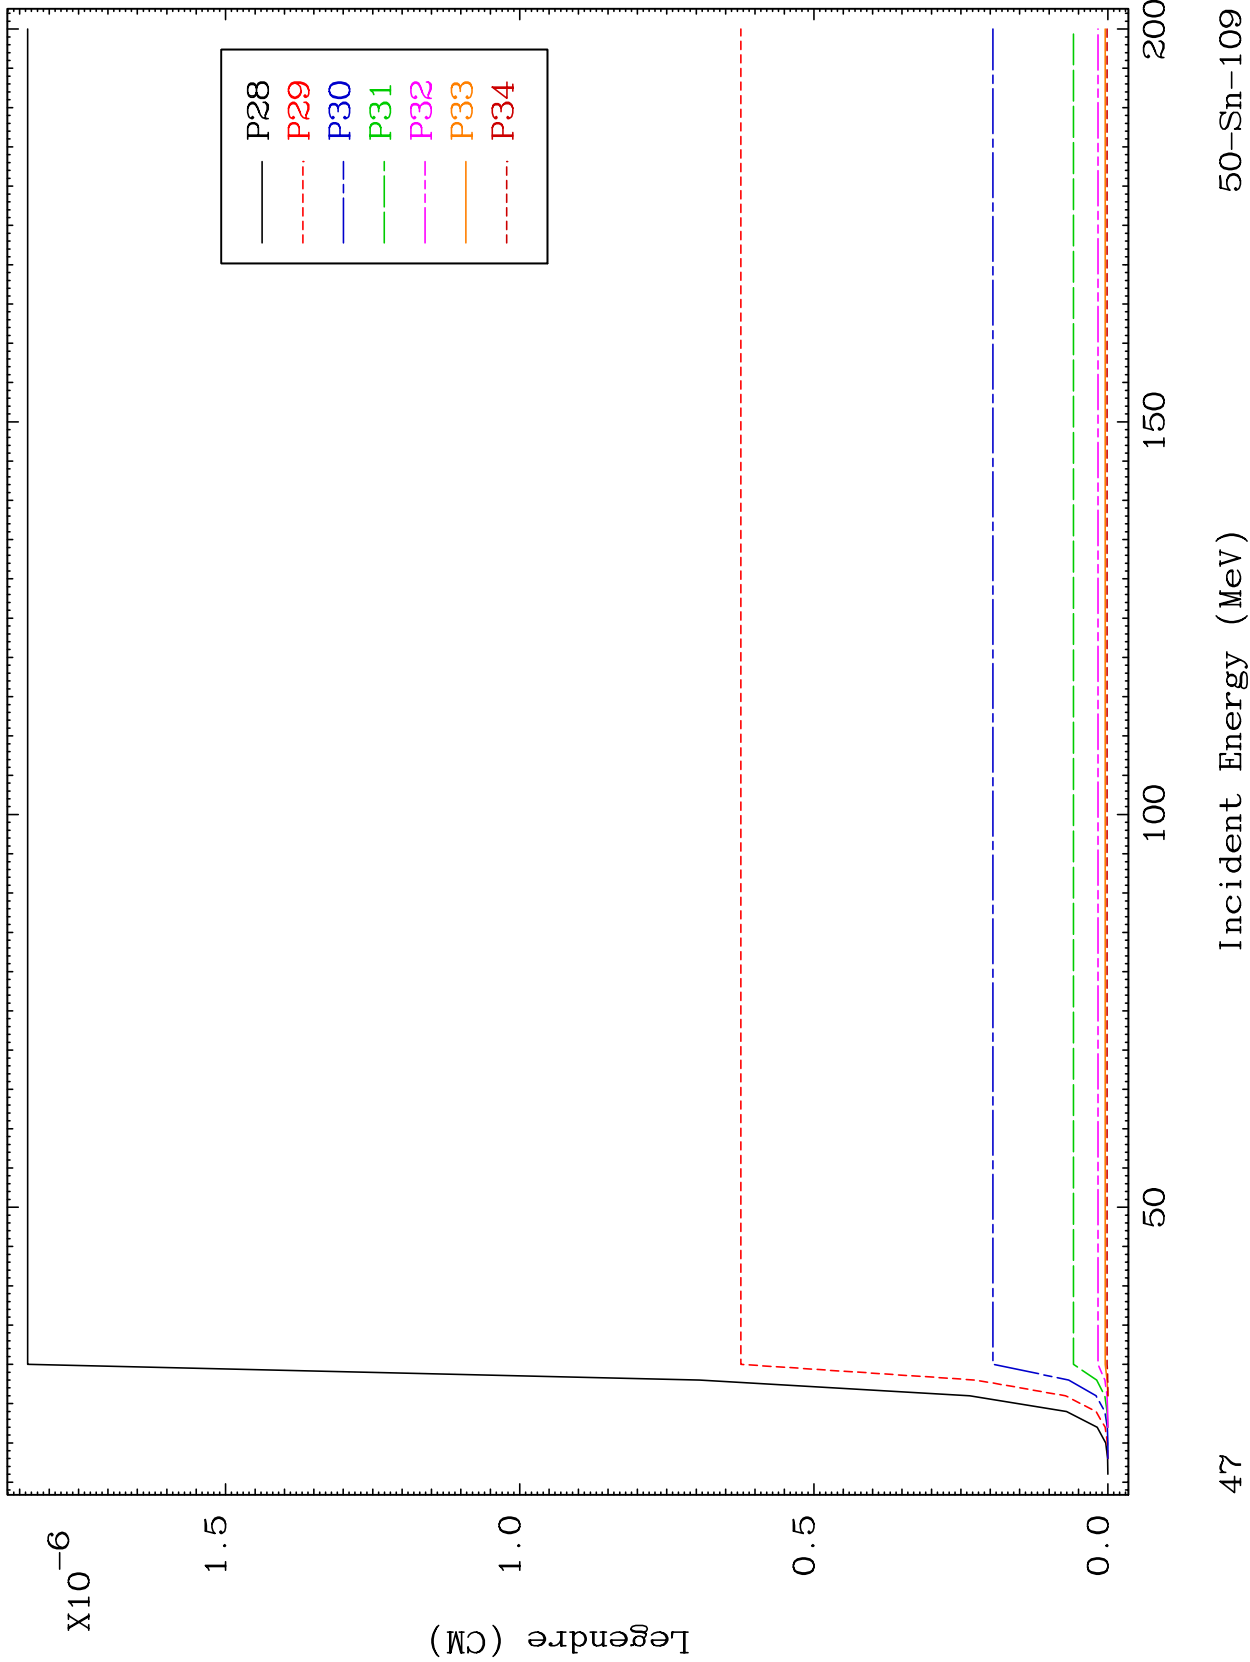 X10
-6
Legendre (CM)
1.5
1.0
0.5
0.0
P28
P29
P30
P31
P32
P33
P34
50
100
150
200
Incident Energy (MeV)
47
50-Sn-109